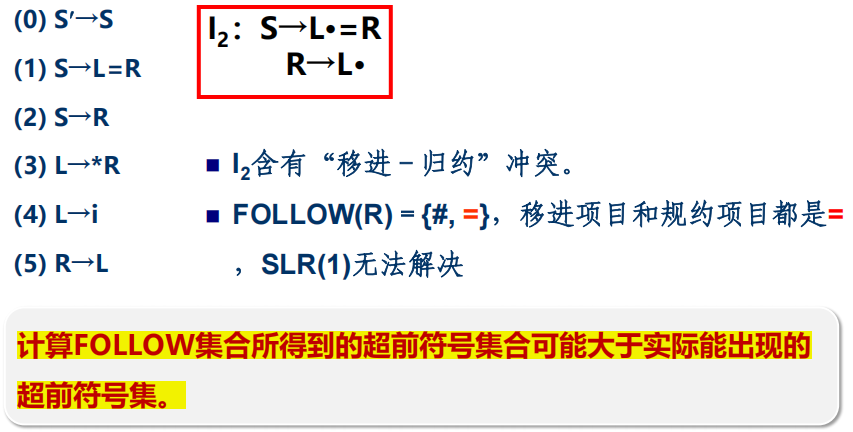 (0) S′→S
(1) S→L=R
(2) S→R
(3) L→*R
(4) L→i
(5) R→L
I₂：S→L•=R
R→L•
■ I₂含有“移进－归约”冲突。
■ FOLLOW(R)＝{#, =}，移进项目和规约项目都是=
，SLR(1)无法解决
计算FOLLOW集合所得到的超前符号集合可能大于实际能出现的
超前符号集。